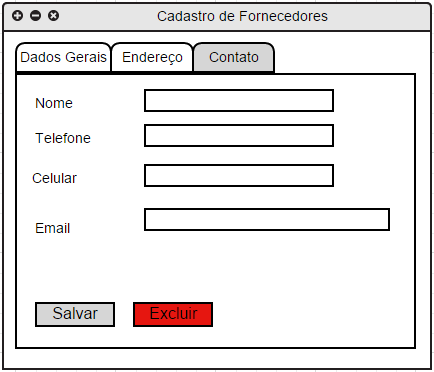 Cadastro de Fornecedores
Dados Gerais Endereço Contato
Nome
Telefone
Celular
Email
Salvar Excluir